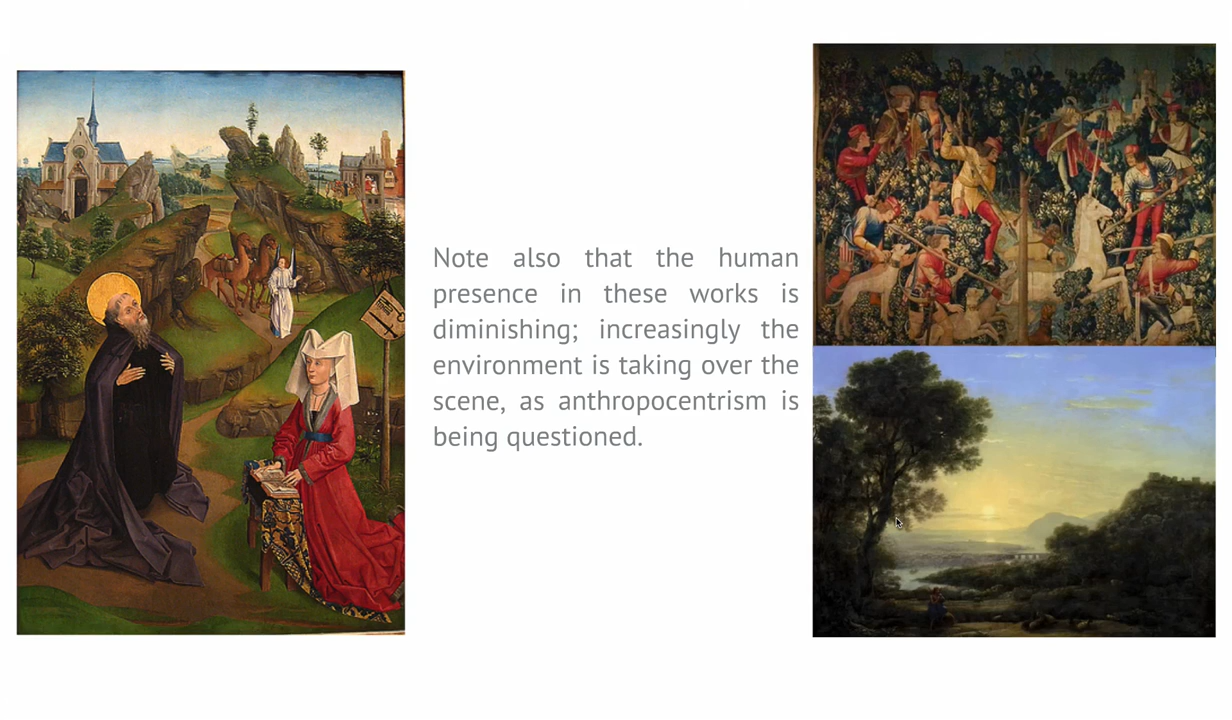 Note also that the human
presence in these works is
diminishing; increasingly the
environment is taking over the
scene, as anthropocentrism is
being questioned.